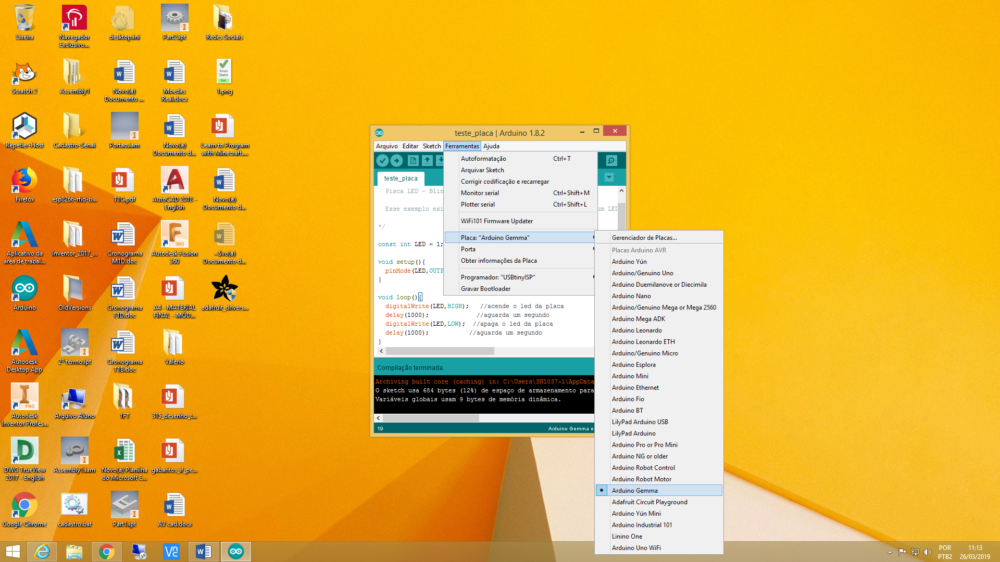 Lixeira
Navegador
Exclusivo...
desktop.ini
Part2.ipt
Redes Sociais
Scratch 2
Assembly1
Novo(a)
Documento ...
Moedas
Real.docx
Finish
Sketch
Exit
1.png
Repetier-Host
Cadastro-Senai
Portao.iam
Novo(a)
Documento d...
Learn to Program
with Minecraft....
Firefox
esp8266-rfid-b...
T1C.pdf
AutoCAD 2018 -
English
Novo(a)
Documento d...
Aplicativo da
área de trabal...
Inventor_2017_...
Cronograma
M1D.doc
360
Autodesk Fusion
360
~$vo(a)
Documento d...
Arduino
OldVersions
Cronograma
T1D.doc
A4 - MATERIAL
FINAL - MÓD...
adafruit_drivers...
Autodesk
Desktop App
2º termo.ipt
Cronograma
T1B.doc
Valerio
PRO
Autodesk
Inventor Profes...
Arquivo Aluno
1FT
315_desenho_t...
DWG TrueView
2017 - English
Assembly1.iam
Novo(a) Planilha
do Microsoft E...
gabaritos_if_pe...
Google Chrome
cadastro.bat
Part1.ipt
AV cad.docx
teste_placa | Arduino 1.8.2
Arquivo Editar Sketch Ferramentas Ajuda
teste_placa
Pisca LED - Blin
Esse exemplo exi
um LED
*/
const int LED = 1;
void setup(){
pinMode(LED,OUTP
}
void loop(){
digitalWrite(LED,HIGH); //acende o led da placa
delay(1000); //aguarda um segundo
digitalWrite(LED,LOW); //apaga o led da placa
delay(1000); //aguarda um segundo
}
Compilação terminada.
Archiving built core (caching) in: C:\Users\SN1037~1\AppData
O sketch usa 684 bytes (12%) de espaço de armazenamento para
Variáveis globais usam 9 bytes de memória dinâmica.
19
Arduino Gemma e
Autoformatação Ctrl+T
Arquivar Sketch
Corrigir codificação e recarregar
Monitor serial Ctrl+Shift+M
Plotter serial Ctrl+Shift+L
WiFi101 Firmware Updater
Placa: "Arduino Gemma"
Porta
Obter informações da Placa
Programador: "USBtinyISP"
Gravar Bootloader
Gerenciador de Placas...
Placas Arduino AVR
Arduino Yún
Arduino/Genuino Uno
Arduino Duemilanove or Diecimila
Arduino Nano
Arduino/Genuino Mega or Mega 2560
Arduino Mega ADK
Arduino Leonardo
Arduino Leonardo ETH
Arduino/Genuino Micro
Arduino Esplora
Arduino Mini
Arduino Ethernet
Arduino Fio
Arduino BT
LilyPad Arduino USB
LilyPad Arduino
Arduino Pro or Pro Mini
Arduino NG or older
Arduino Robot Control
Arduino Robot Motor
Arduino Gemma
Adafruit Circuit Playground
Arduino Yún Mini
Arduino Industrial 101
Linino One
Arduino Uno WiFi
POR
PTB2
11:13
26/03/2019